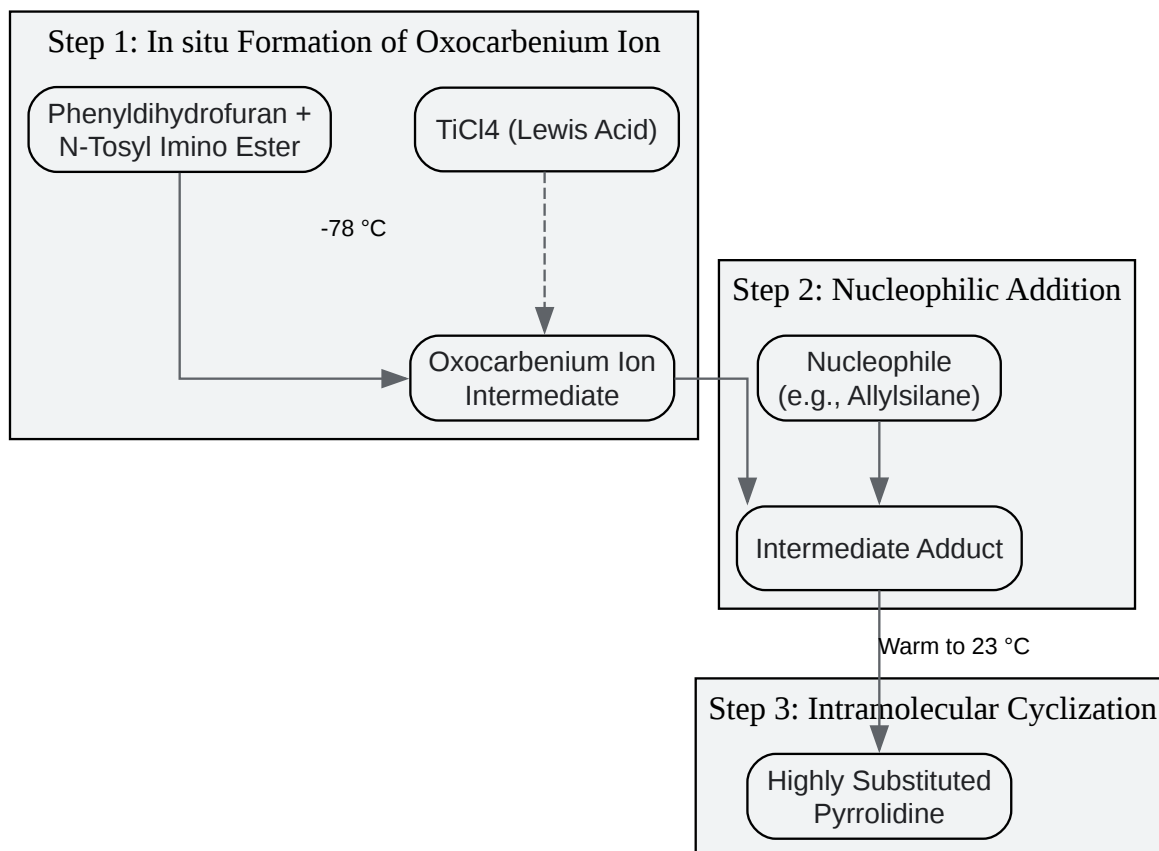 Step 1: In situ Formation of Oxocarbenium Ion
Phenyldihydrofuran +
N-Tosyl Imino Ester
TiCl4 (Lewis Acid)
-78 °C
Oxocarbenium Ion
Intermediate
Step 2: Nucleophilic Addition
Nucleophile
(e.g., Allylsilane)
Intermediate Adduct
Warm to 23 °C
Step 3: Intramolecular Cyclization
Highly Substituted
Pyrrolidine